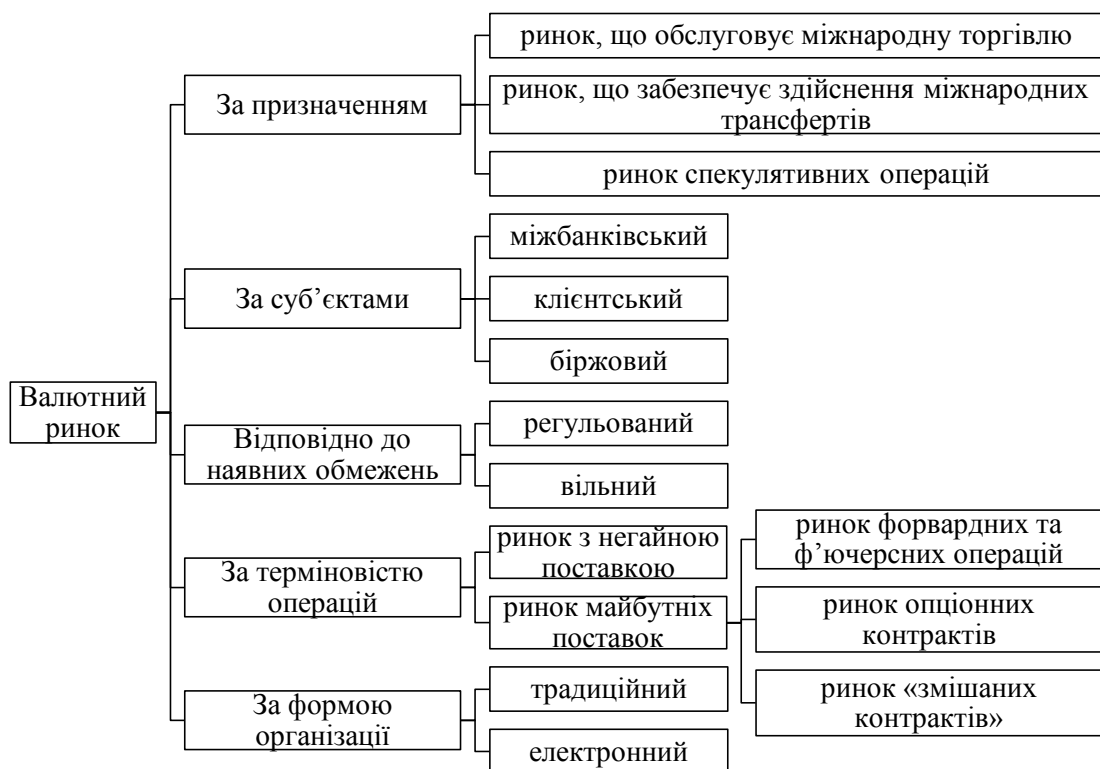 Валютний
ринок
За призначенням
ринок, що обслуговує міжнародну торгівлю
ринок, що забезпечує здійснення міжнародних
трансфертів
ринок спекулятивних операцій
За суб’єктами
міжбанківський
клієнтський
біржовий
Відповідно до
наявних обмежень
регульований
вільний
За терміновістю
операцій
ринок з негайною
поставкою
ринок майбутніх
поставок
ринок форвардних та
ф’ючерсних операцій
ринок опціонних
контрактів
ринок «змішаних
контрактів»
За формою
організації
традиційний
електронний